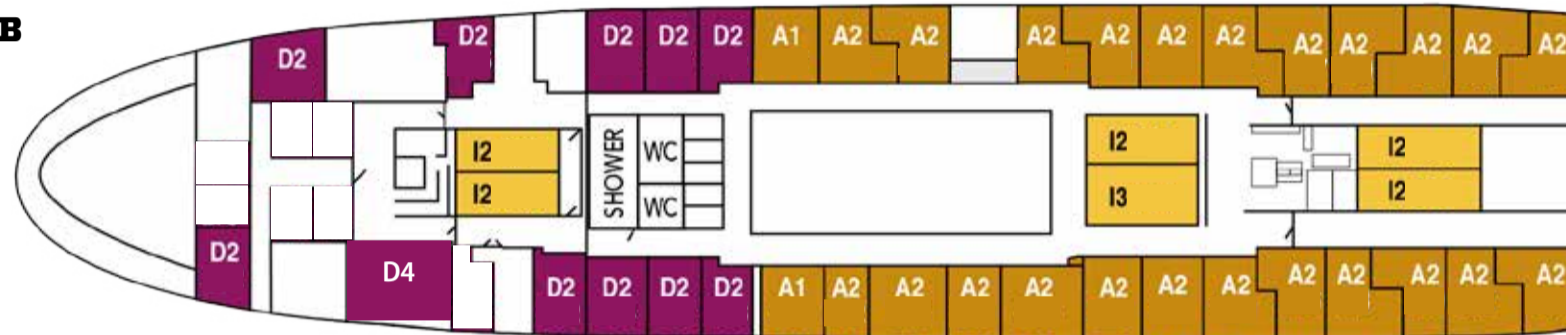 B
D2 D2 D2 D2 D2 A1 A2 A2 A2 A2 A2 A2 A2 A2 A2 A2 A2
I2 SHOWER WC I2 I2
I2 WC I3 I2
D2 D4 D2 D2 D2 D2 A1 A2 A2 A2 A2 A2 A2 A2 A2 A2 A2 A2 A2